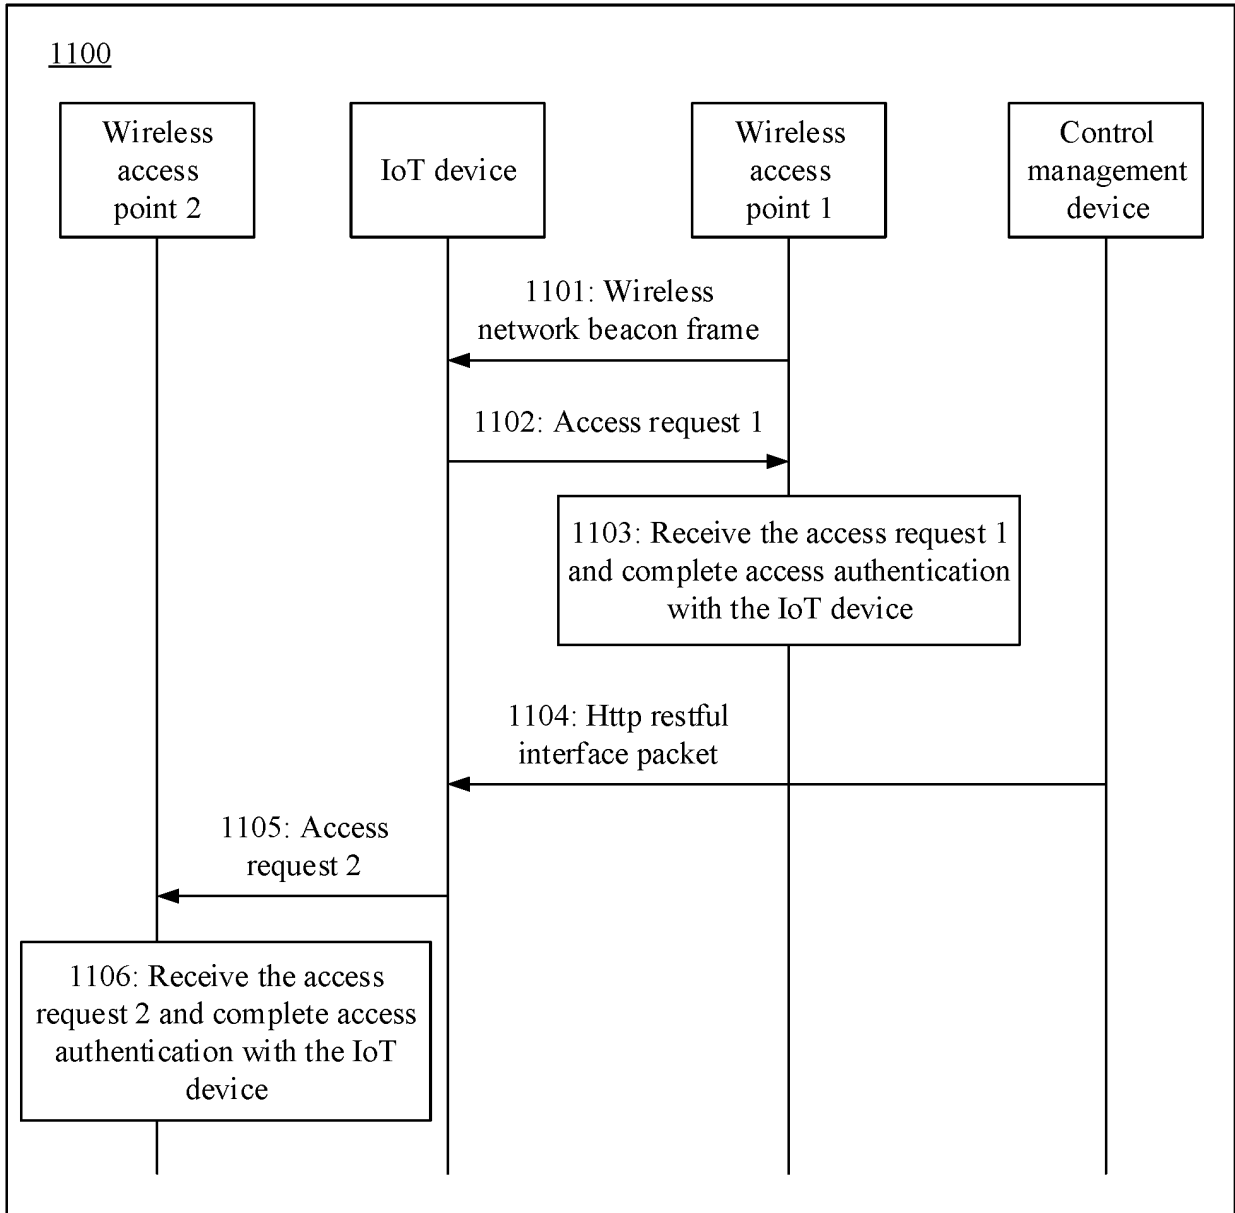 1100
Wireless
access
point 2
IoT device
Wireless
access
point 1
Control
management
device
1101: Wireless
network beacon frame
1102: Access request 1
1103: Receive the access request 1
and complete access authentication
with the IoT device
1104: Http restful
interface packet
1105: Access
request 2
1106: Receive the access
request 2 and complete access
authentication with the IoT
device